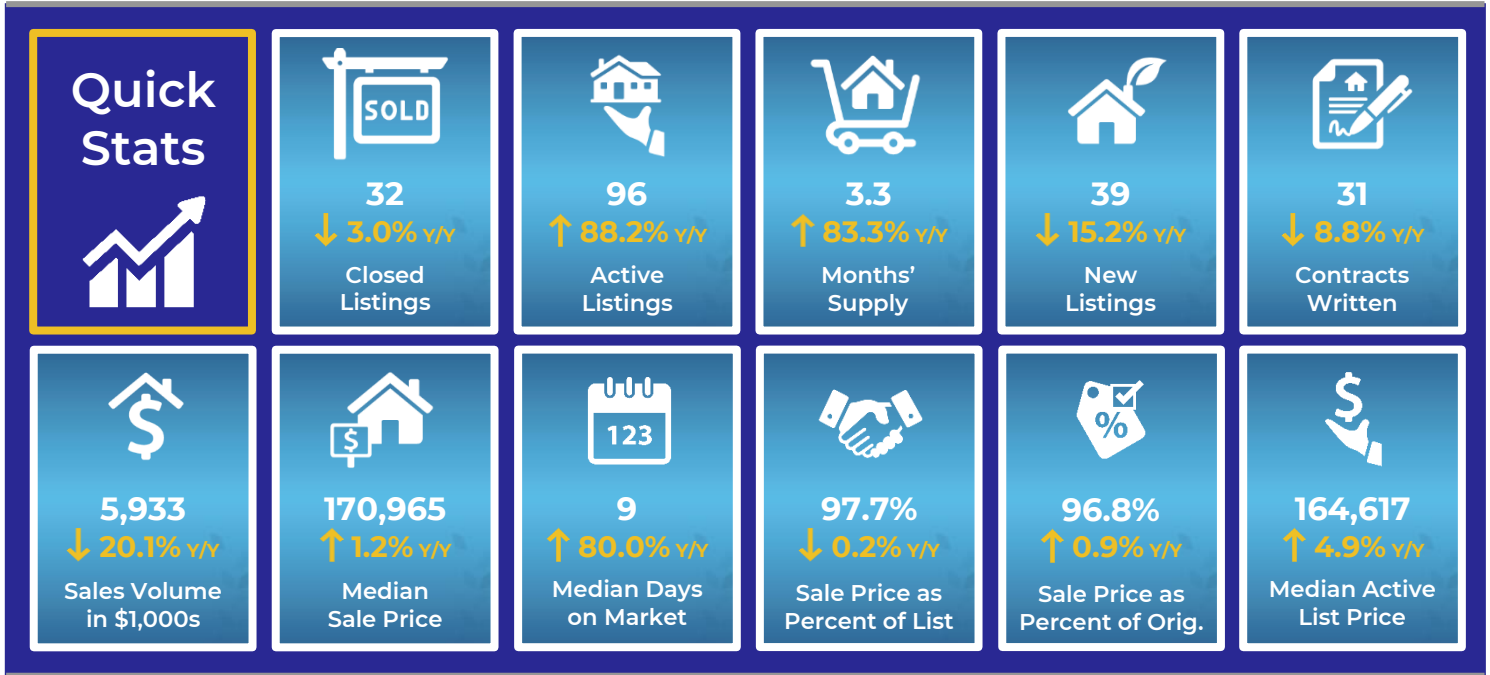 Quick
Stats
SOLD
32
↓ 3.0% Y/Y
Closed
Listings
96
↑ 88.2% Y/Y
Active
Listings
3.3
↑ 83.3% Y/Y
Months’
Supply
39
↓ 15.2% Y/Y
New
Listings
31
↓ 8.8% Y/Y
Contracts
Written
$
5,933
↓ 20.1% Y/Y
Sales Volume
in $1,000s
$
170,965
↑ 1.2% Y/Y
Median
Sale Price
123
9
↑ 80.0% Y/Y
Median Days
on Market
97.7%
↓ 0.2% Y/Y
Sale Price as
Percent of List
%
96.8%
↑ 0.9% Y/Y
Sale Price as
Percent of Orig.
$
164,617
↑ 4.9% Y/Y
Median Active
List Price